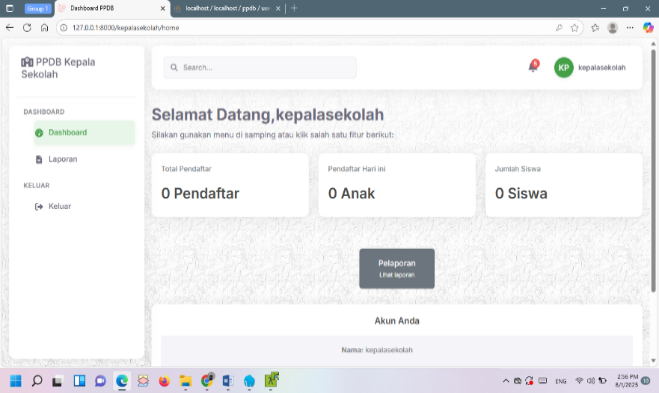 Group 1
Dashboard PPDB
localhost / localhost / ppdb / use
127.0.0.1:8000/kepalasekolah/home
PPDB Kepala
Sekolah
DASHBOARD
Dashboard
Laporan
KELUAR
Keluar
Search...
KP
kepalasekolah
Selamat Datang,kepalasekolah
Silakan gunakan menu di samping atau klik salah satu fitur berikut:
Total Pendaftar
0 Pendaftar
Pendaftar Hari ini
0 Anak
Jumlah Siswa
0 Siswa
Pelaporan
Lihat laporan
Akun Anda
Nama: kepalasekolah
ENG
2:56 PM
8/1/2025